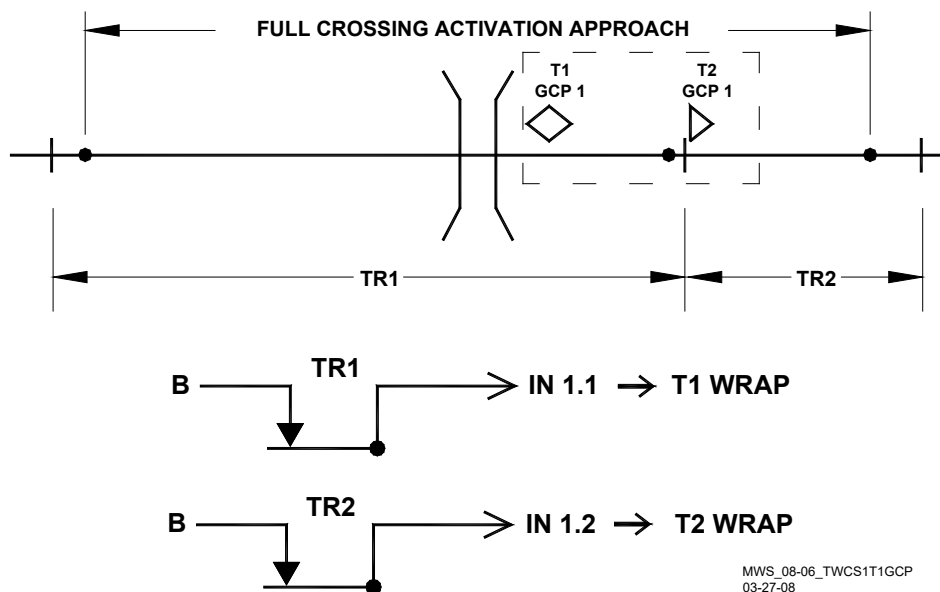 FULL CROSSING ACTIVATION APPROACH
T1
GCP 1
T2
GCP 1
TR1
TR2
B
TR1
IN 1.1
T1 WRAP
B
TR2
IN 1.2
T2 WRAP
MWS_08-06_TWCS1T1GCP
03-27-08